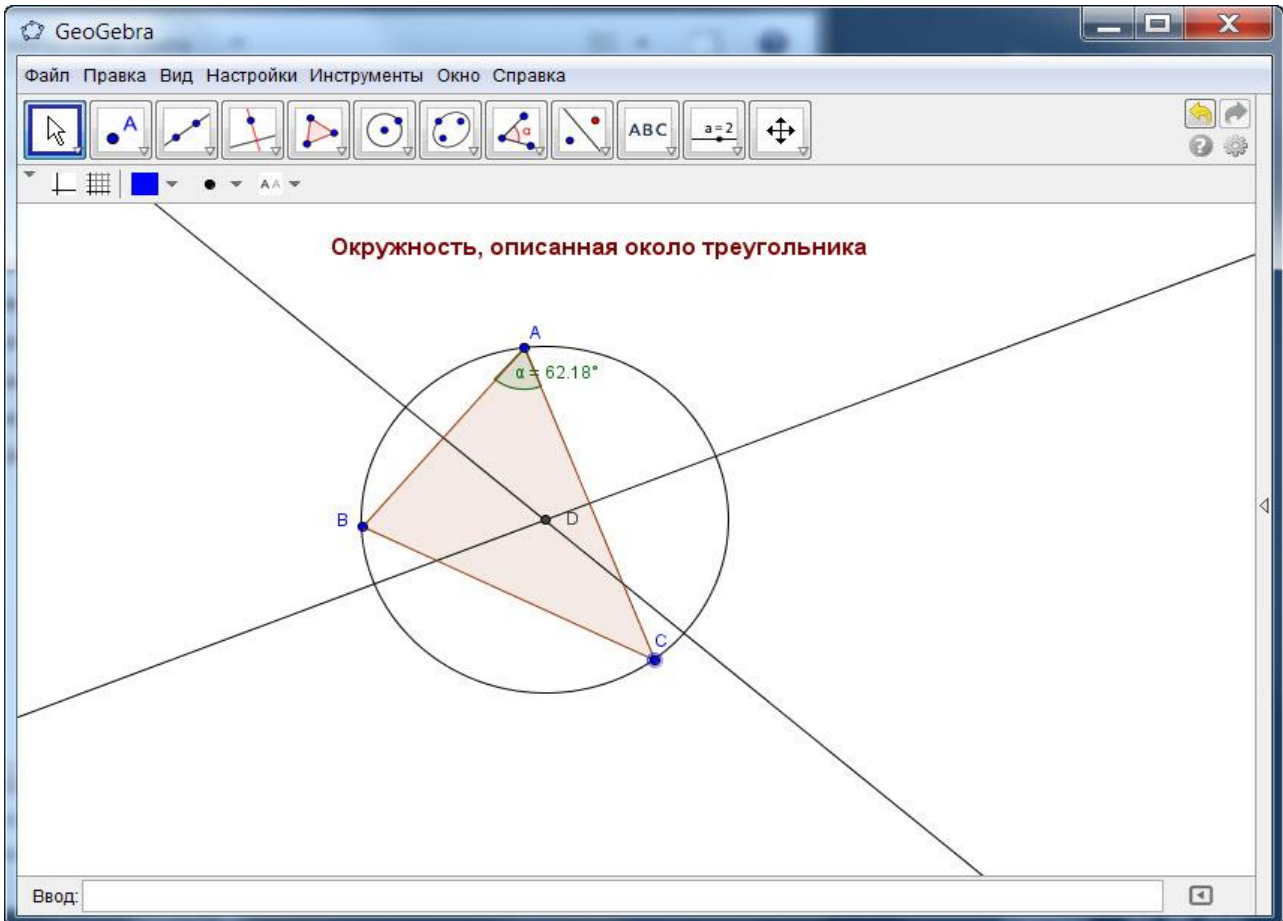 GeoGebra
Файл Правка Вид Настройки Инструменты Окно Справка
A α ABC a=2
A A
Окружность, описанная около треугольника
A
α = 62.18°
B
D
C
Ввод: